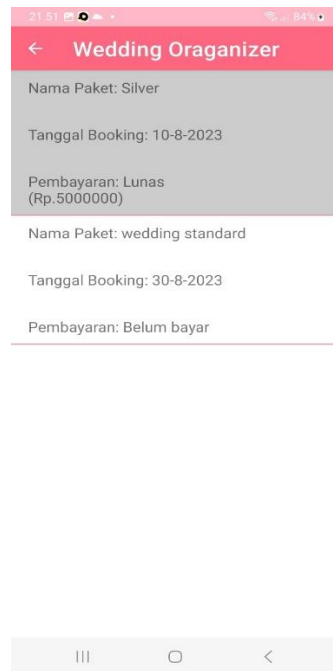 21.51 84%
Wedding Oraganizer
Nama Paket: Silver
Tanggal Booking: 10-8-2023
Pembayaran: Lunas
(Rp.5000000)
Nama Paket: wedding standard
Tanggal Booking: 30-8-2023
Pembayaran: Belum bayar